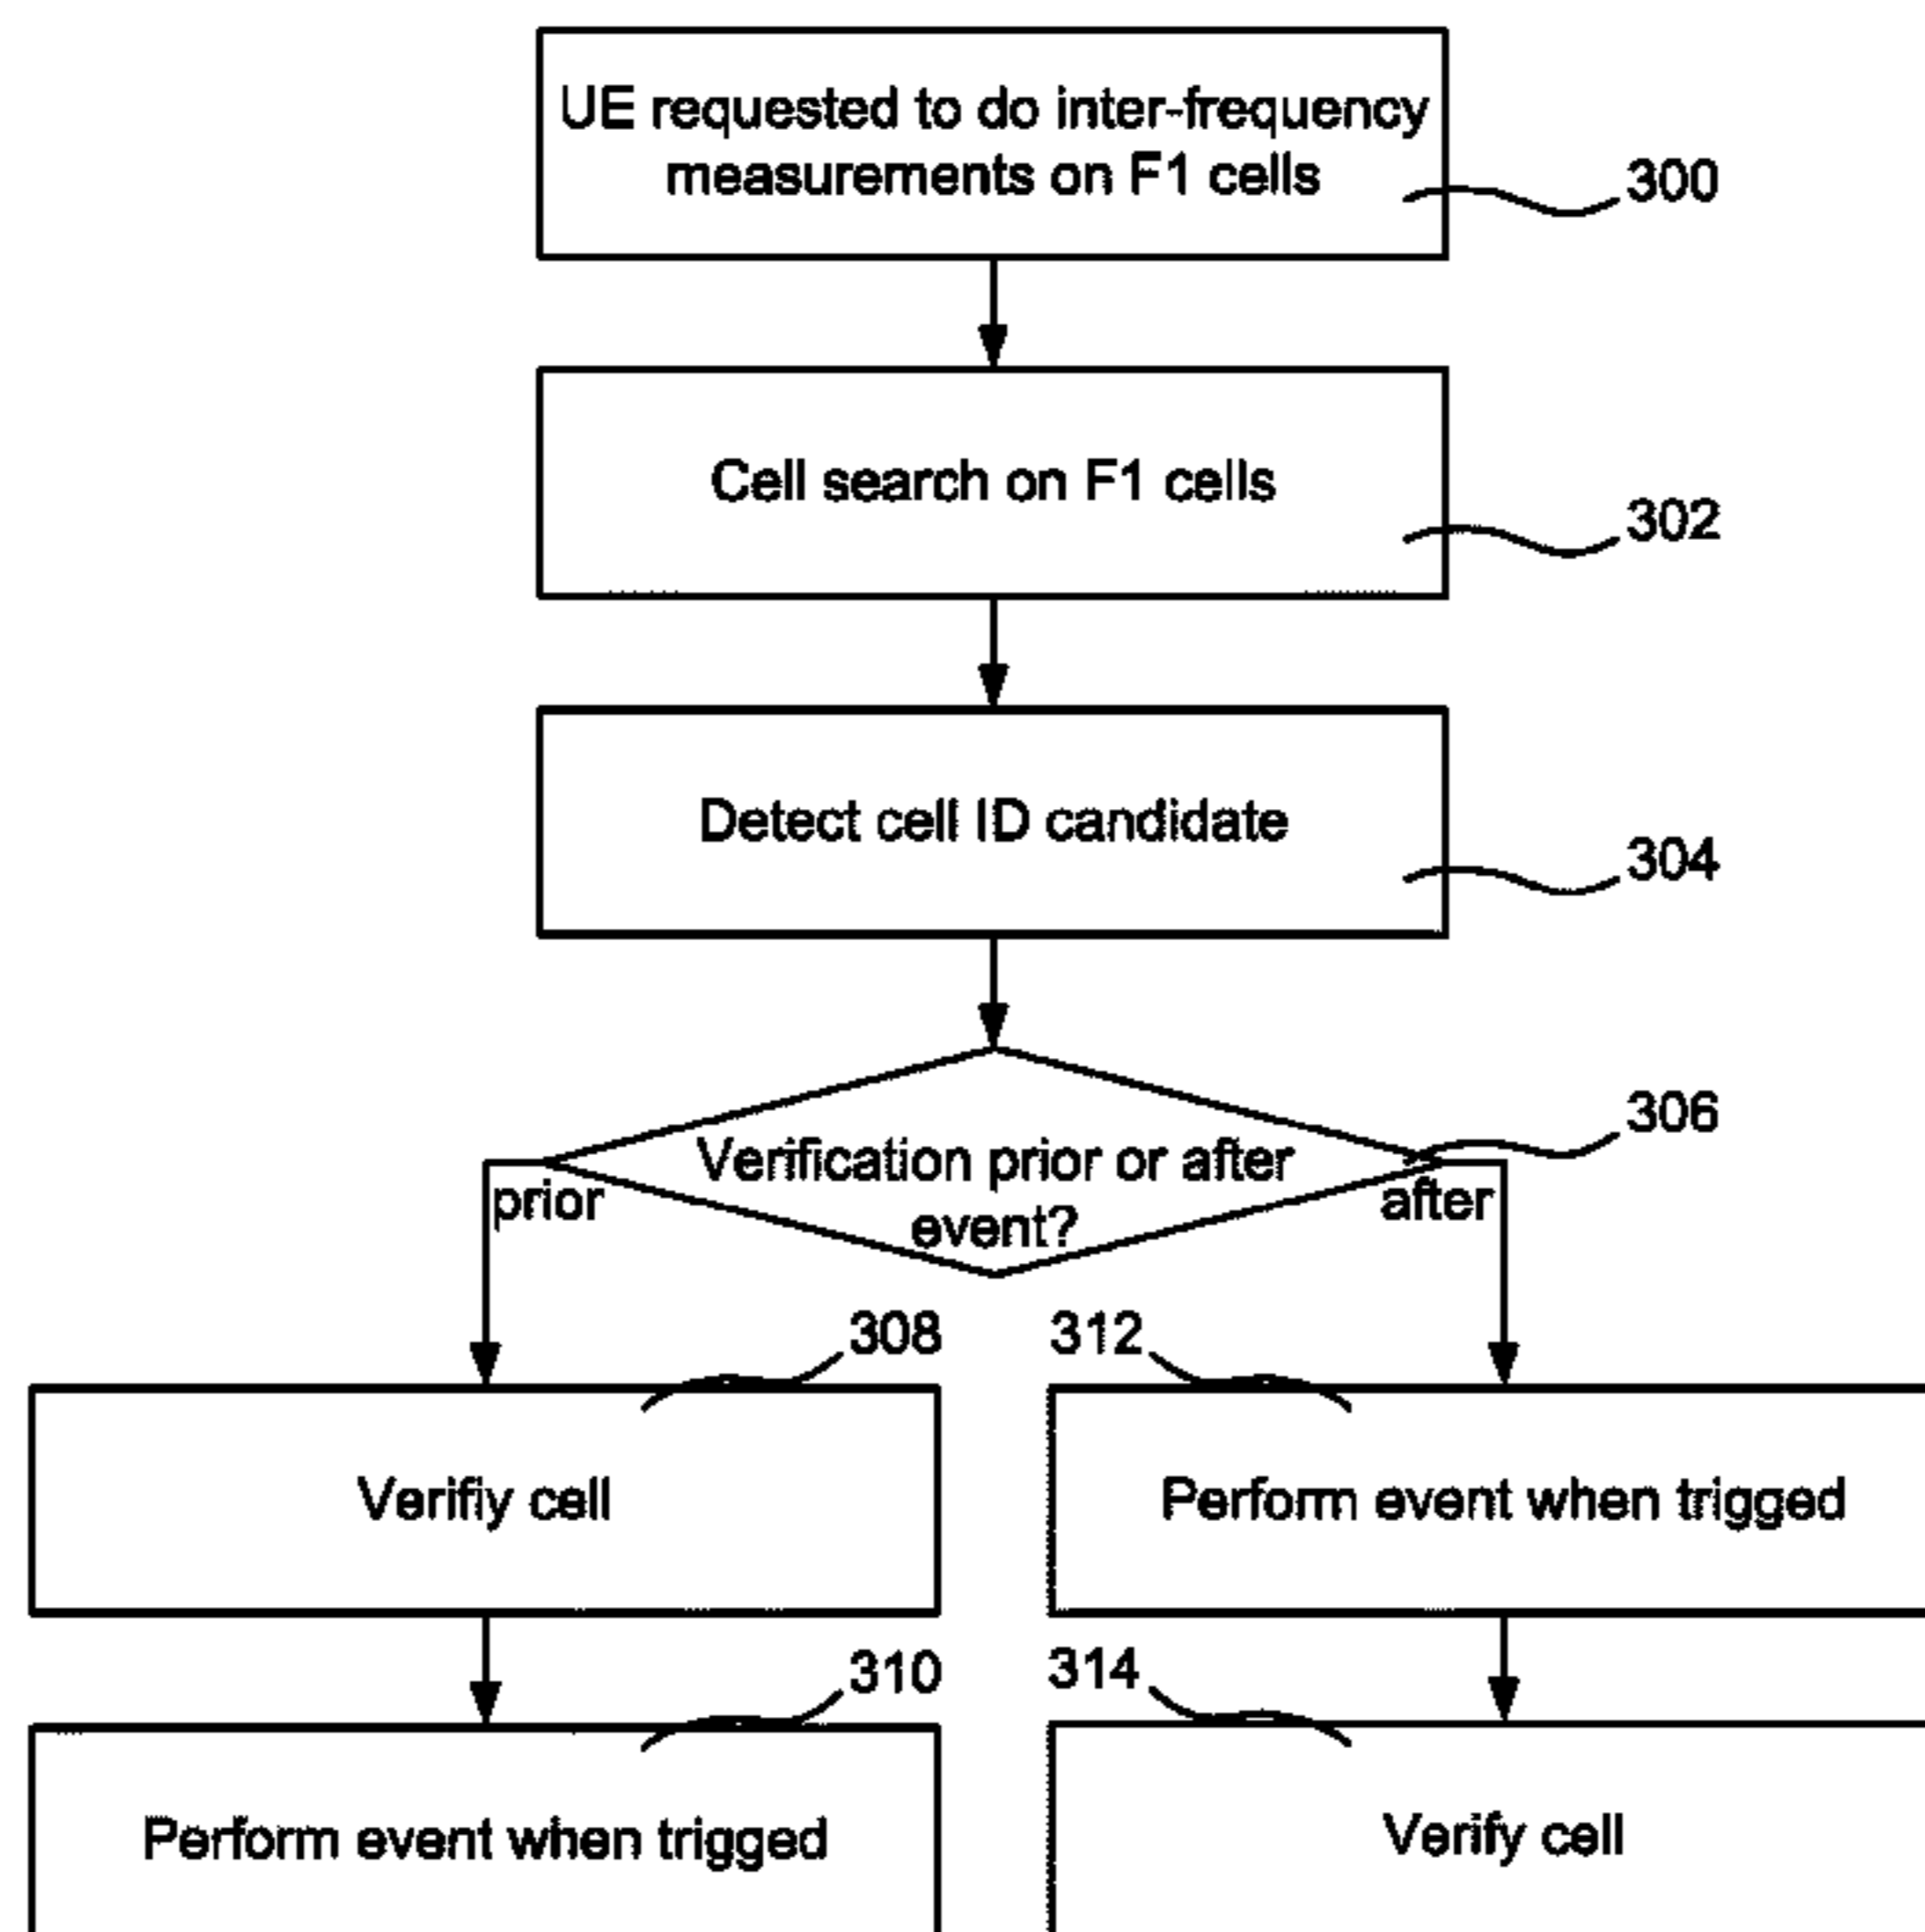 UE requested to do inter-frequency
measurements on F1 cells
300
Cell search on F1 cells
302
Detect cell ID candidate
304
306
Verification prior or after
event?
prior
after
308
312
Verifiy cell
Perform event when trigged
310
314
Perform event when trigged
Verify cell